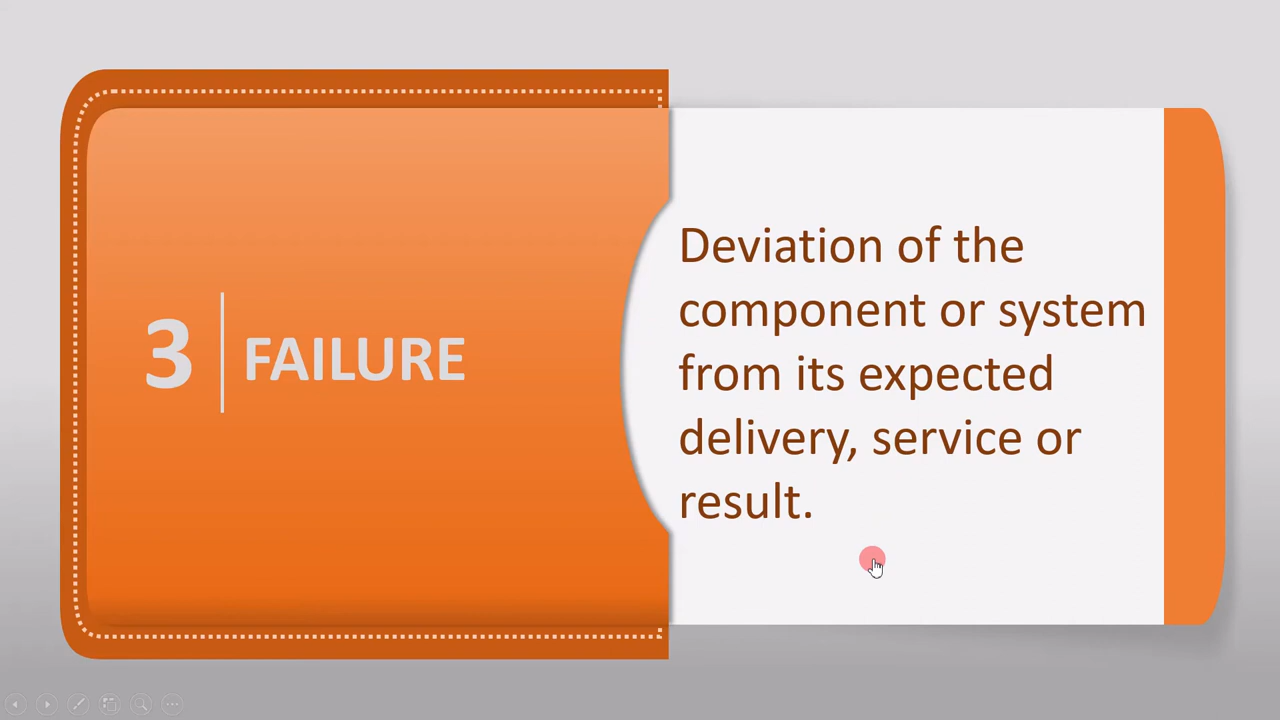 3
FAILURE
Deviation of the
component or system
from its expected
delivery, service or
result.